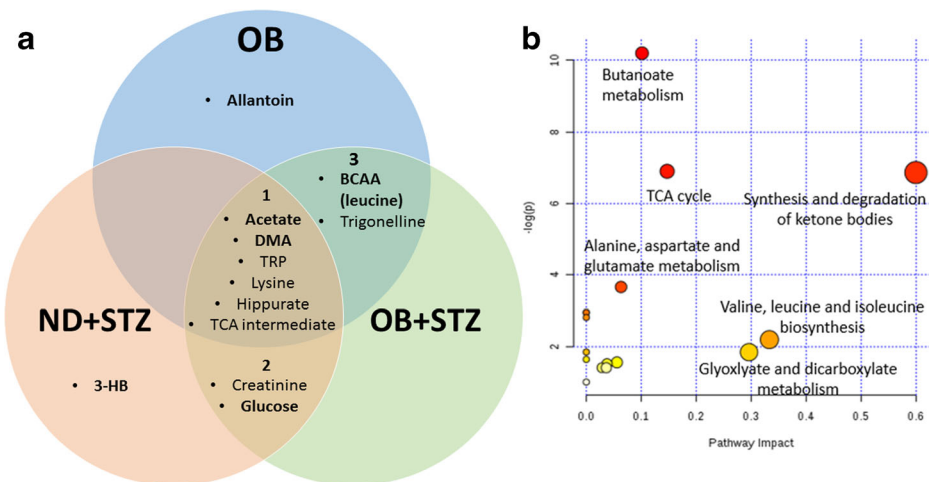 a
OB
• Allantoin
3
• BCAA
(leucine)
• Trigonelline
1
• Acetate
• DMA
• TRP
• Lysine
• Hippurate
• TCA intermediate
ND+STZ
OB+STZ
• 3-HB
2
• Creatinine
• Glucose
b
10
8
6
4
2
-log(p)
Butanoate
metabolism
TCA cycle
Synthesis and degradation
of ketone bodies
Alanine, aspartate and
glutamate metabolism
Valine, leucine and isoleucine
biosynthesis
Glyoxlyate and dicarboxylate
metabolism
0.0 0.1 0.2 0.3 0.4 0.5 0.6
Pathway Impact